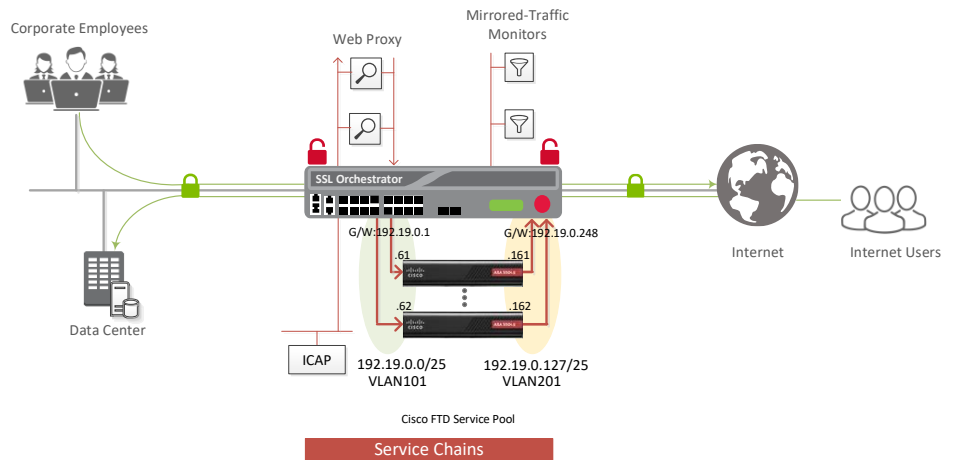 Corporate Employees
Web Proxy
Mirrored-Traffic
Monitors
SSL Orchestrator
G/W:192.19.0.1
G/W:192.19.0.248
.61
.161
CISCO
.62
.162
CISCO
Internet
Internet Users
Data Center
ICAP
192.19.0.0/25
VLAN101
192.19.0.127/25
VLAN201
Cisco FTD Service Pool
Service Chains